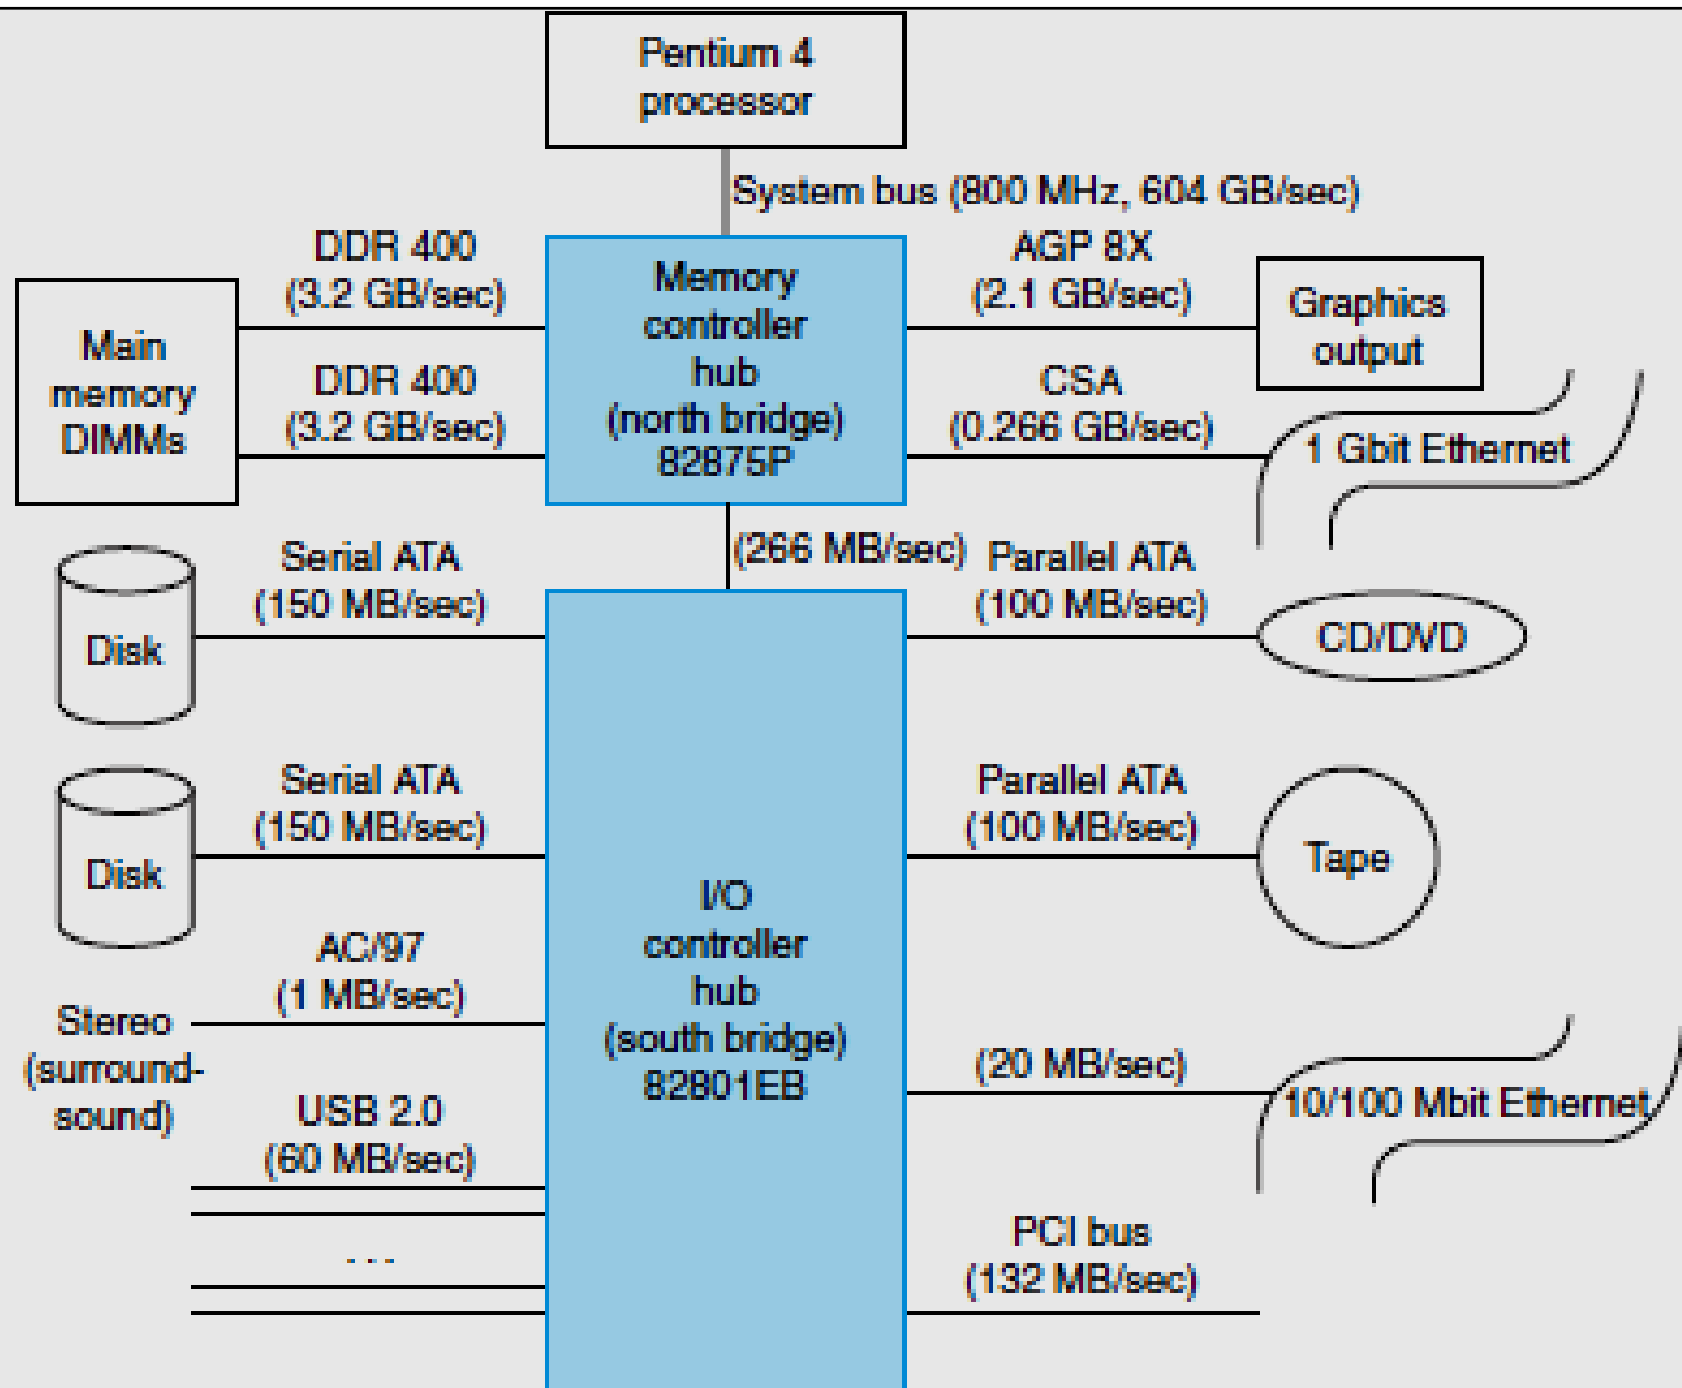 Pentium 4
processor
System bus (800 MHz, 604 GB/sec)
DDR 400
(3.2 GB/sec)
AGP 8X
(2.1 GB/sec)
Main
memory
DIMMs
DDR 400
(3.2 GB/sec)
Memory
controller
hub
(north bridge)
82875P
Graphics
output
CSA
(0.266 GB/sec)
1 Gbit Ethernet
(266 MB/sec)
Serial ATA
(150 MB/sec)
Disk
Parallel ATA
(100 MB/sec)
CD/DVD
Serial ATA
(150 MB/sec)
Disk
Parallel ATA
(100 MB/sec)
Tape
I/O
controller
hub
(south bridge)
82801EB
AC/97
(1 MB/sec)
Stereo
(surround-
sound)
(20 MB/sec)
10/100 Mbit Ethernet
USB 2.0
(60 MB/sec)
. . .
PCI bus
(132 MB/sec)